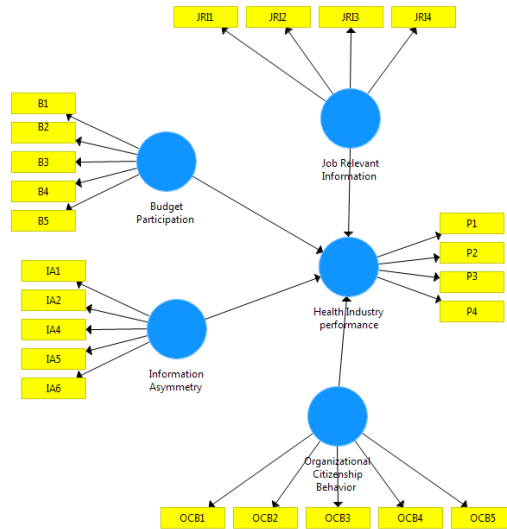 JRI1
JRI2
JRI3
JRI4
Job Relevant
Information
B1
B2
B3
B4
B5
Budget
Participation
P1
P2
P3
P4
Health Industry
performance
IA1
IA2
IA4
IA5
IA6
Information
Asymmetry
Organizational
Citizenship
Behavior
OCB1
OCB2
OCB3
OCB4
OCB5